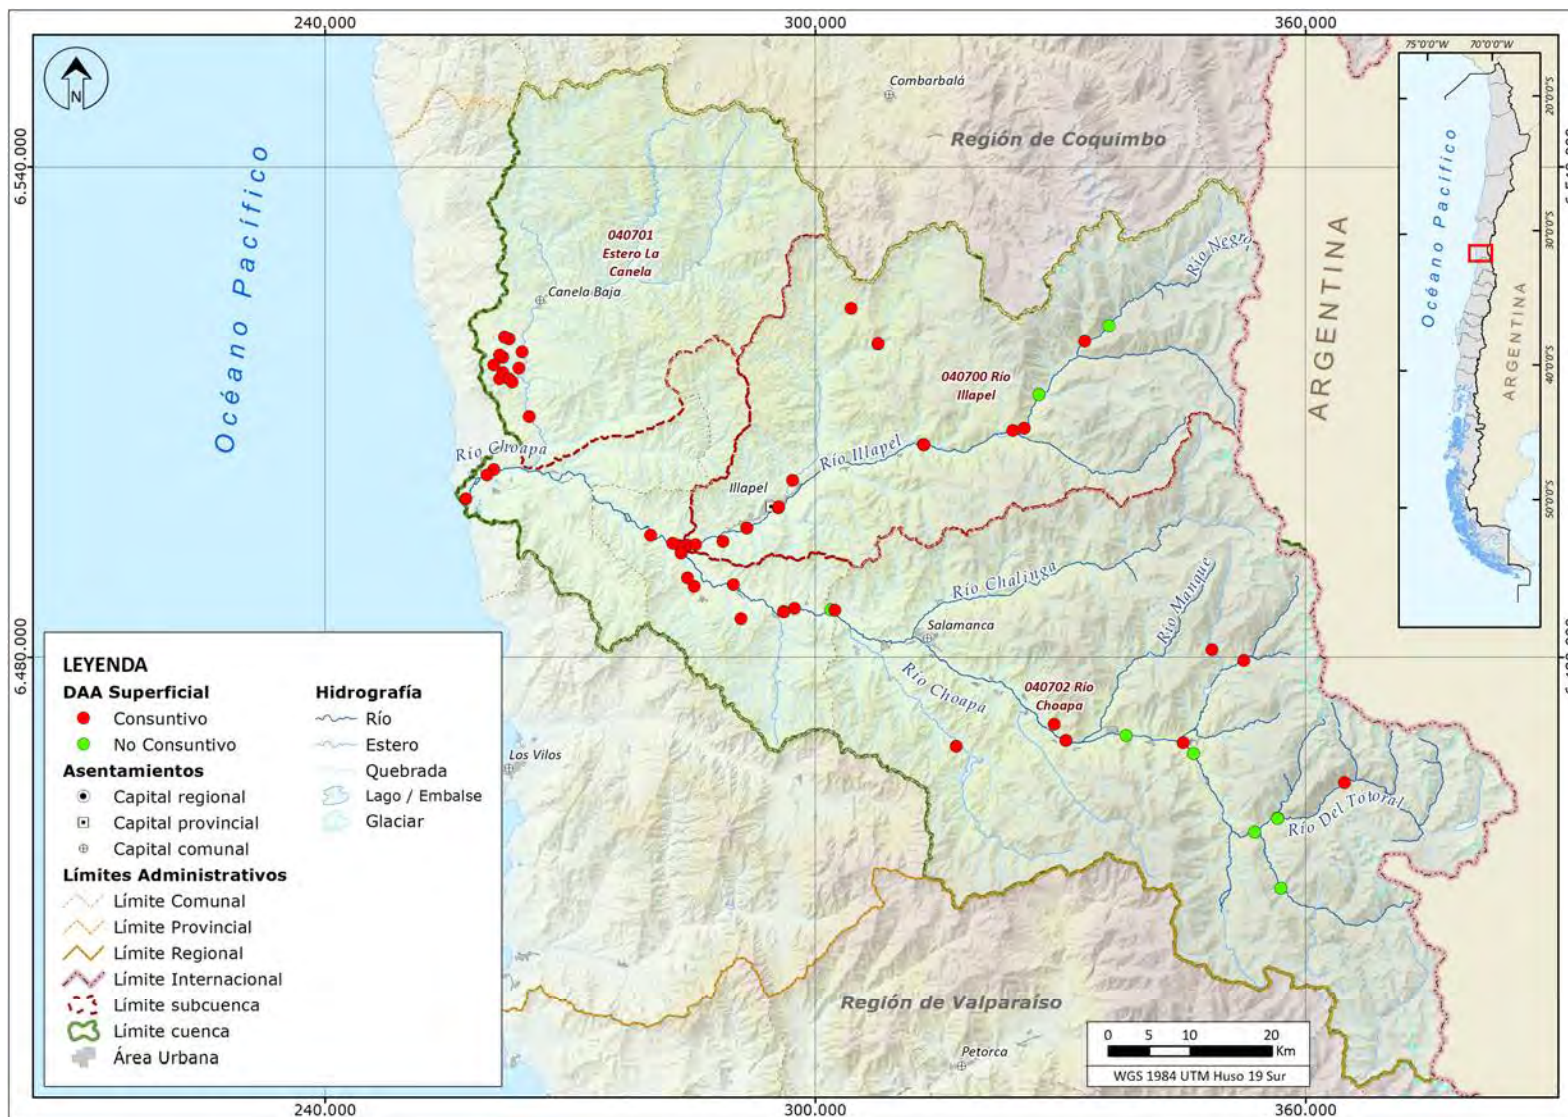 240.000
300.000
360.000
6.540.000
6.480.000
240.000
300.000
360.000
N
Océano Pacífico
Combarbalá
Región de Coquimbo
040701
Estero La
Canela
Canela Baja
Río Negro
040700 Río
Illapel
Río Choapa
Río Illapel
Illapel
Río Chalinga
Río Manque
Salamanca
Río Choapa
040702 Río
Choapa
Río Del Totoral
Los Vilos
Región de Valparaíso
Petorca
ARGENTINA
75°0'0"W
70°0'0"W
20°0'0"S
30°0'0"S
40°0'0"S
50°0'0"S
Océano Pacífico
ARGENTINA
LEYENDA
DAA Superficial
Consuntivo
No Consuntivo
Asentamientos
Capital regional
Capital provincial
Capital comunal
Límites Administrativos
Límite Comunal
Límite Provincial
Límite Regional
Límite Internacional
Límite subcuenca
Límite cuenca
Área Urbana
Hidrografía
Río
Estero
Quebrada
Lago / Embalse
Glaciar
0 5 10 20
Km
WGS 1984 UTM Huso 19 Sur